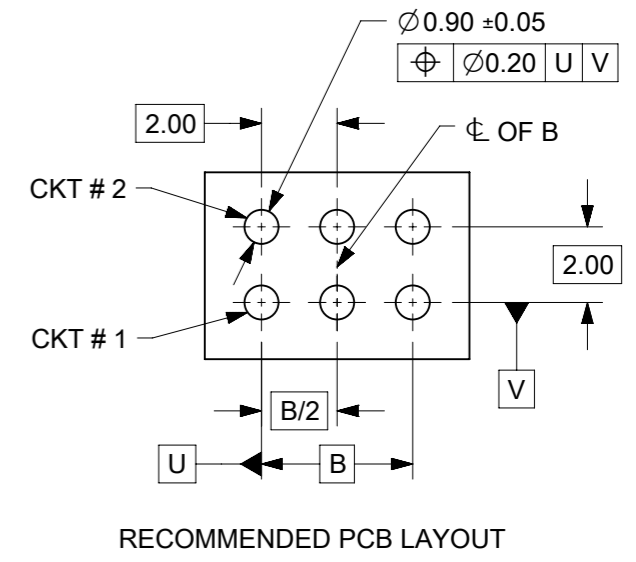 ∅0.90 ±0.05
⌖ ∅0.20 U V
2.00
℄ OF B
CKT # 2
2.00
CKT # 1
V
B/2
U
B
RECOMMENDED PCB LAYOUT